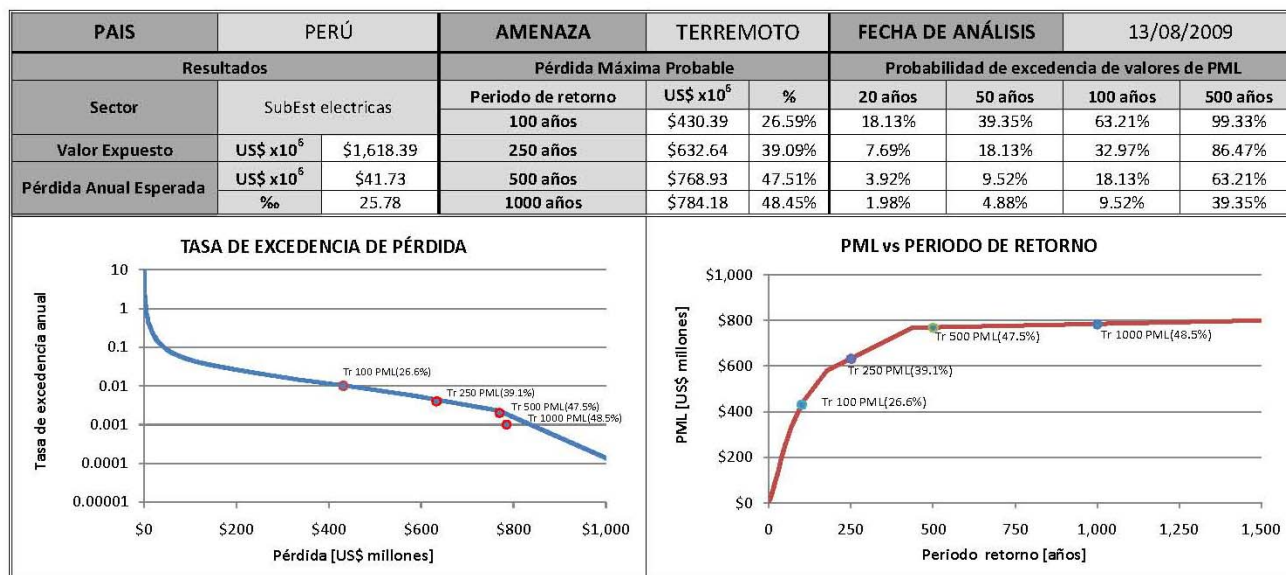 PAIS PERÚ AMENAZA TERREMOTO FECHA DE ANÁLISIS 13/08/2009
Resultados Pérdida Máxima Probable Probabilidad de excedencia de valores de PML
Sector SubEst electricas Periodo de retorno US$ x10⁶ % 20 años 50 años 100 años 500 años
100 años $430.39 26.59% 18.13% 39.35% 63.21% 99.33%
Valor Expuesto US$ x10⁶ $1,618.39 250 años $632.64 39.09% 7.69% 18.13% 32.97% 86.47%
Pérdida Anual Esperada US$ x10⁶ $41.73 500 años $768.93 47.51% 3.92% 9.52% 18.13% 63.21%
‰ 25.78 1000 años $784.18 48.45% 1.98% 4.88% 9.52% 39.35%
TASA DE EXCEDENCIA DE PÉRDIDA
Tasa de excedencia anual
10
1
0.1
0.01
0.001
0.0001
0.00001
Tr 100 PML(26.6%)
Tr 250 PML(39.1%)
Tr 500 PML(47.5%)
Tr 1000 PML(48.5%)
$0 $200 $400 $600 $800 $1,000
Pérdida [US$ millones]
PML vs PERIODO DE RETORNO
PML [US$ millones]
$1,000
$800
$600
$400
$200
$0
Tr 500 PML(47.5%)
Tr 1000 PML(48.5%)
Tr 250 PML(39.1%)
Tr 100 PML(26.6%)
0 250 500 750 1,000 1,250 1,500
Periodo retorno [años]